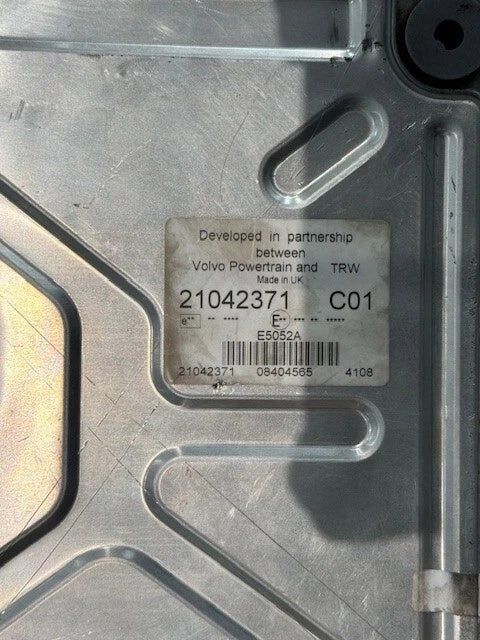 Developed in partnership
between
Volvo Powertrain and TRW
Made in UK
21042371 C01
e** ** **** E** *** ** *****
E5052A
21042371 08404565 4108